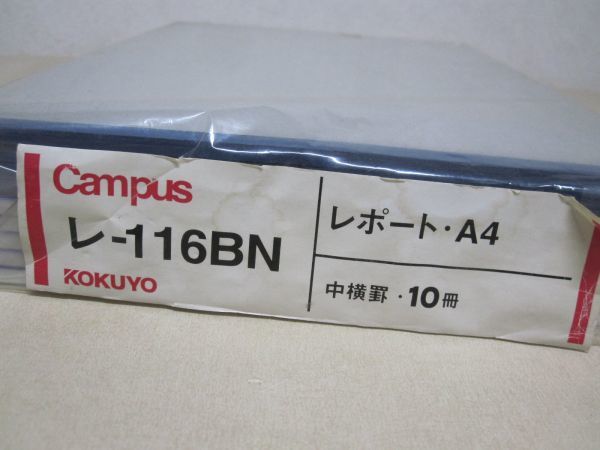 Campus
レ-116BN
KOKUYO
レポート・A4
中横罫・10冊